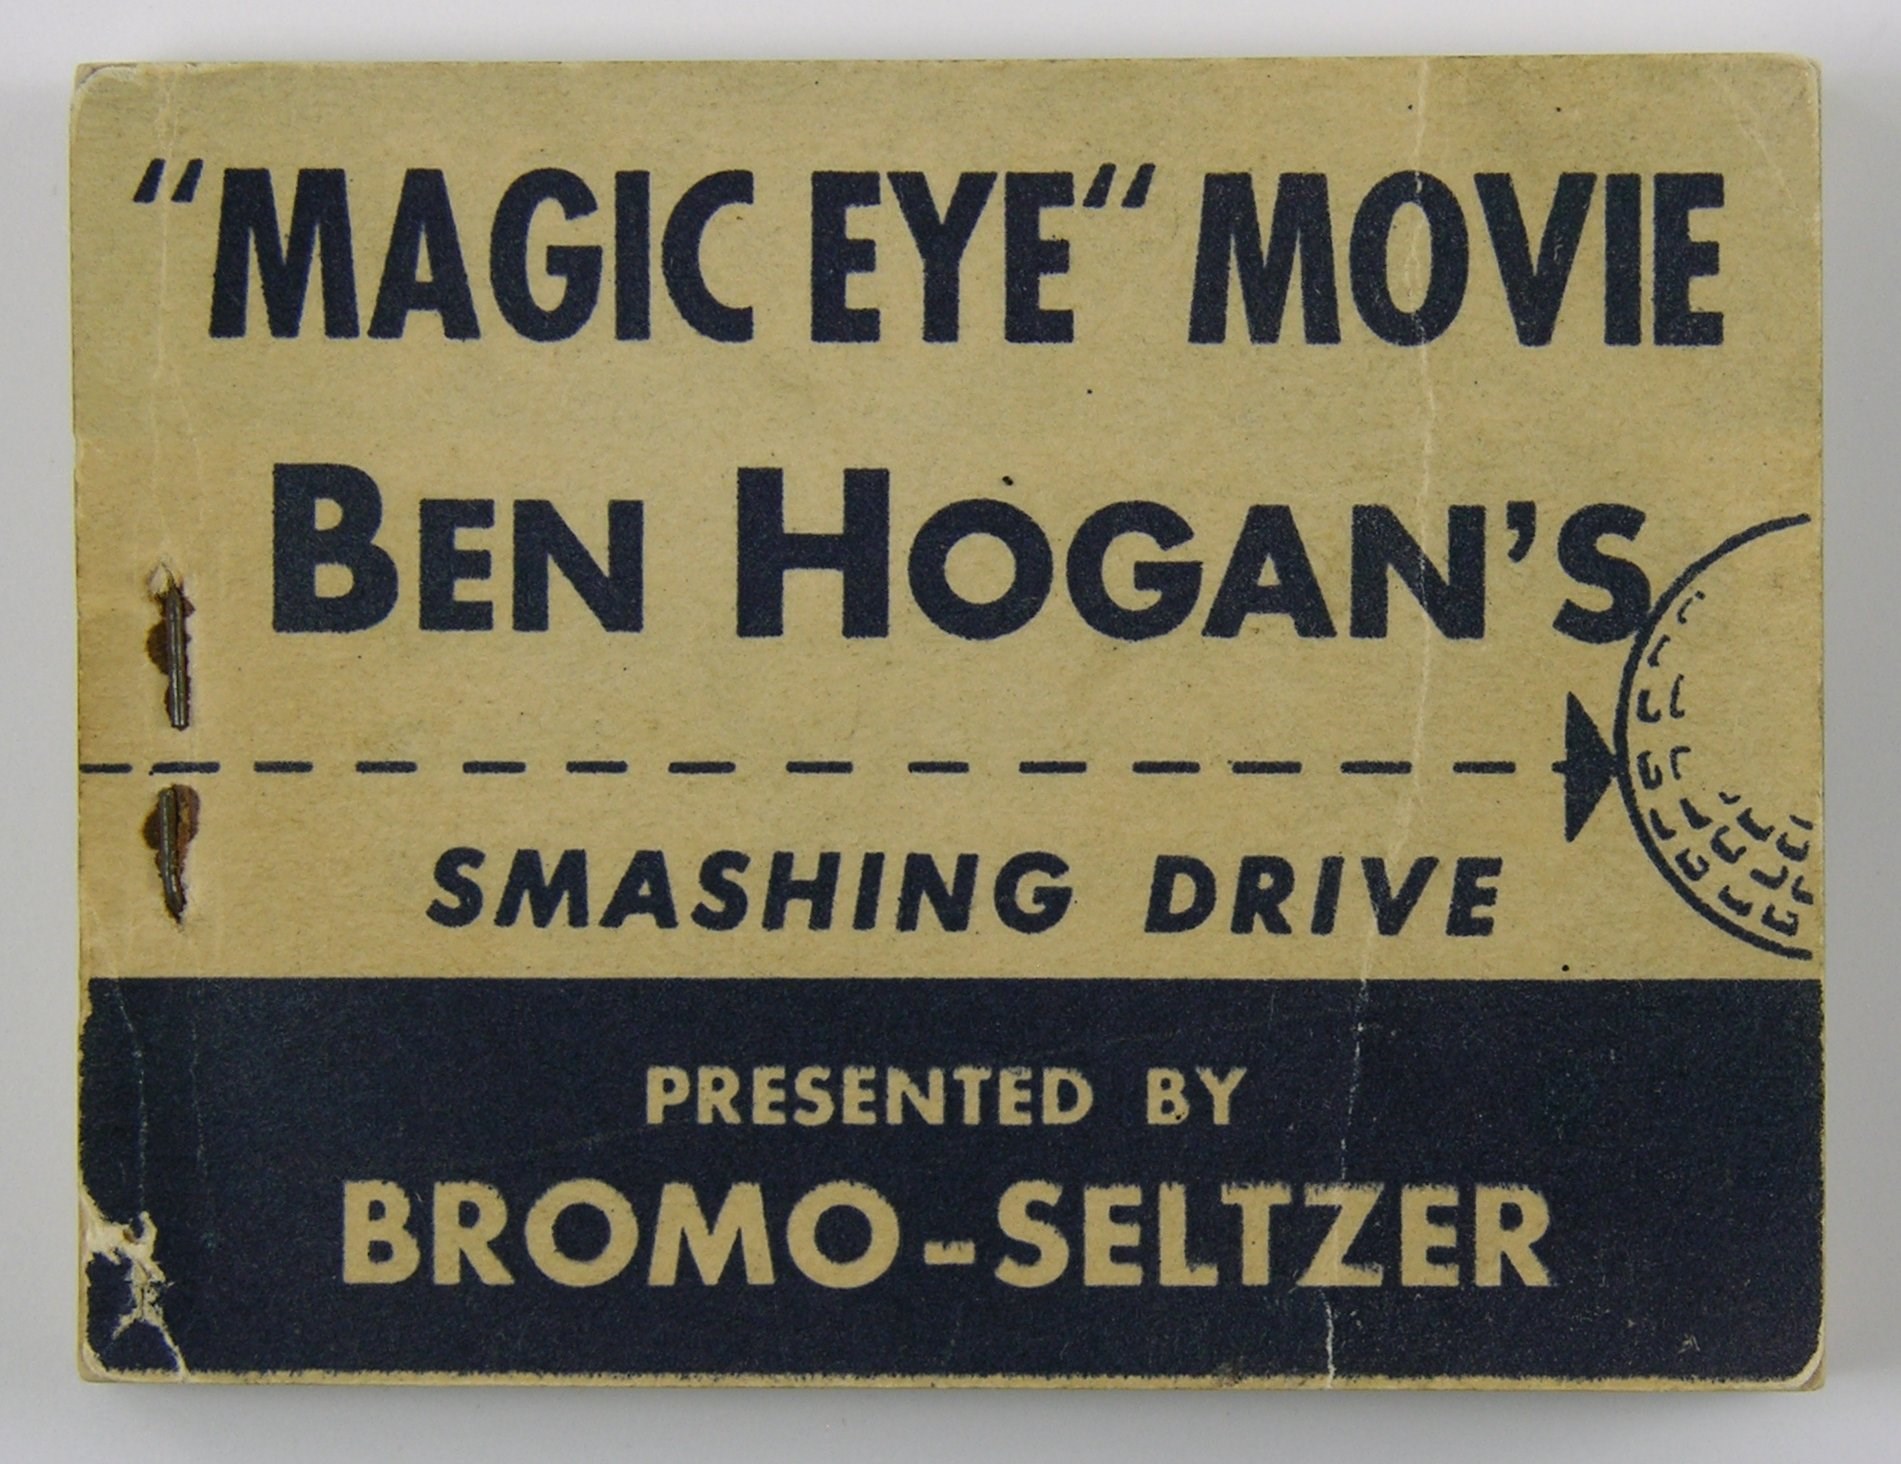 "MAGIC EYE" MOVIE
BEN HOGAN'S
SMASHING DRIVE
PRESENTED BY
BROMO-SELTZER